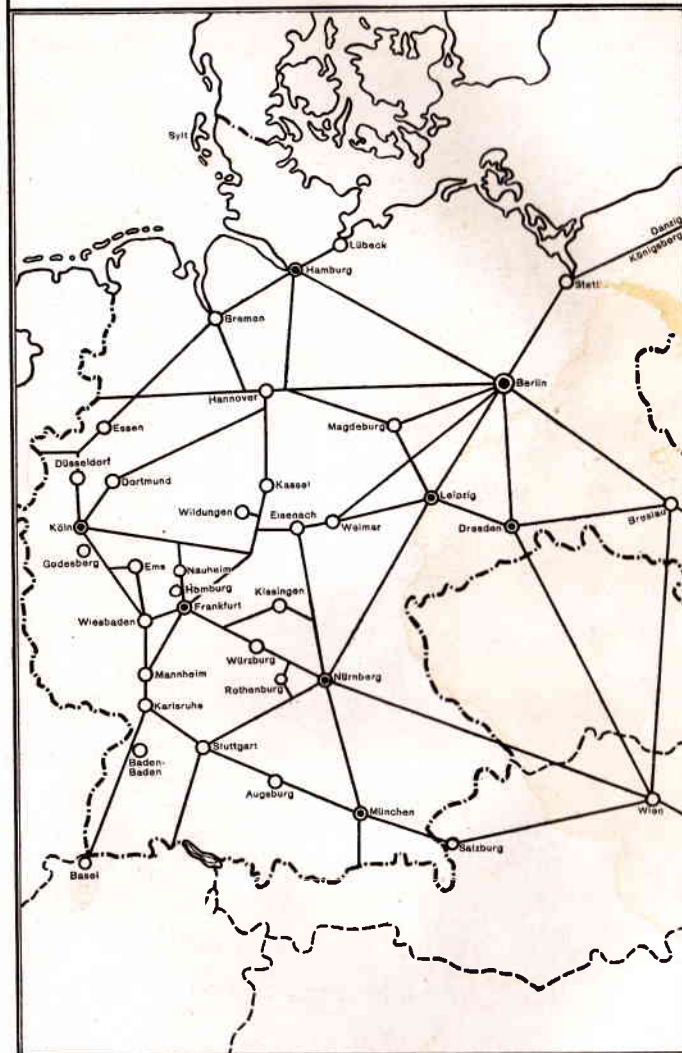 Sylt
Lübeck
Danzig
Königsberg
Hamburg
Stett
Bremen
Berlin
Hannover
Magdeburg
Essen
Düsseldorf
Dortmund
Kassel
Leipzig
Wildungen
Eisenach
Weimar
Breslau
Köln
Dresden
Godesberg
Ems
Nauheim
Homburg
Kissingen
Frankfurt
Wiesbaden
Würzburg
Mannheim
Rothenburg
Nürnberg
Karlsruhe
Stuttgart
Baden-
Baden
Augsburg
München
Wien
Salzburg
Basel